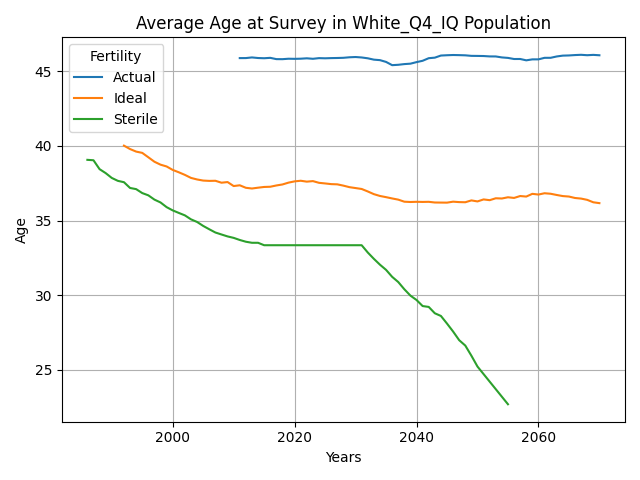 Average Age at Survey in White_Q4_IQ Population
Fertility
Actual
Ideal
Sterile
45
40
35
30
25
Age
2000
2020
2040
2060
Years